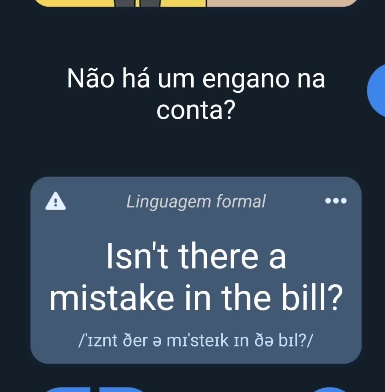 Não há um engano na
conta?
Linguagem formal
Isn't there a
mistake in the bill?
/ˈɪznt ðer ə mɪˈsteɪk ɪn ðə bɪl?/